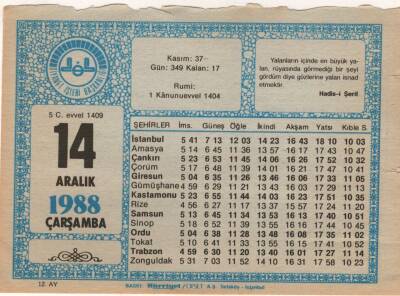 Kasım: 37
Gün: 349 Kalan: 17
Rumi:
1 Kânunuevvel 1404
Yalanların içinde en büyük ya-
lan, rüyasında görmediği bir şeyi
gördüm diye gözlerine yalan isnad
etmektir.
Hadis-i Şerif
5 C. evvel 1409
14
ARALIK
1988
ÇARŞAMBA
12. AY
ŞEHİRLER İms. Güneş Öğle İkindi Akşam Yatsı Kıble S.
İstanbul 5 41 7 13 12 03 14 23 16 43 18 10 10 03
Amasya 5 14 6 45 11 36 13 57 16 17 17 43 10 47
Çankırı 5 23 6 53 11 45 14 06 16 26 17 52 10 32
Çorum 5 17 6 48 11 39 14 01 16 21 17 47 10 41
Giresun 5 04 6 35 11 26 13 46 16 06 17 33 11 05
Gümüşhane 4 59 6 29 11 21 13 43 16 03 17 29 11 13
Kastamonu 5 23 6 55 11 44 14 03 16 23 17 51 10 35
Rize 4 56 6 27 11 17 13 37 15 57 17 24 11 20
Samsun 5 13 6 45 11 34 13 53 16 13 17 40 10 51
Sinop 5 18 6 52 11 39 13 55 16 15 17 44 10 44
Ordu 5 04 6 38 11 28 13 48 16 08 17 35 10 01
Tokat 5 10 6 41 11 33 13 55 16 15 17 41 10 52
Trabzon 4 59 6 30 11 20 13 40 16 01 17 27 11 14
Zonguldak 5 31 7 03 11 52 14 10 16 31 17 58 10 23